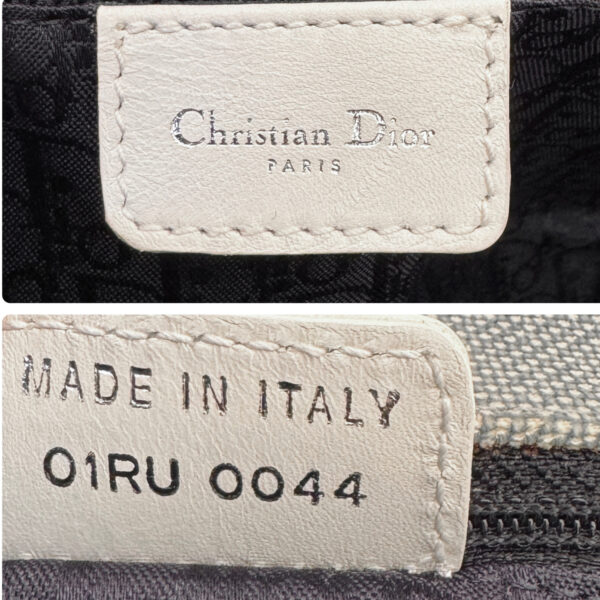 Christian Dior
PARIS
MADE IN ITALY
01RU 0044